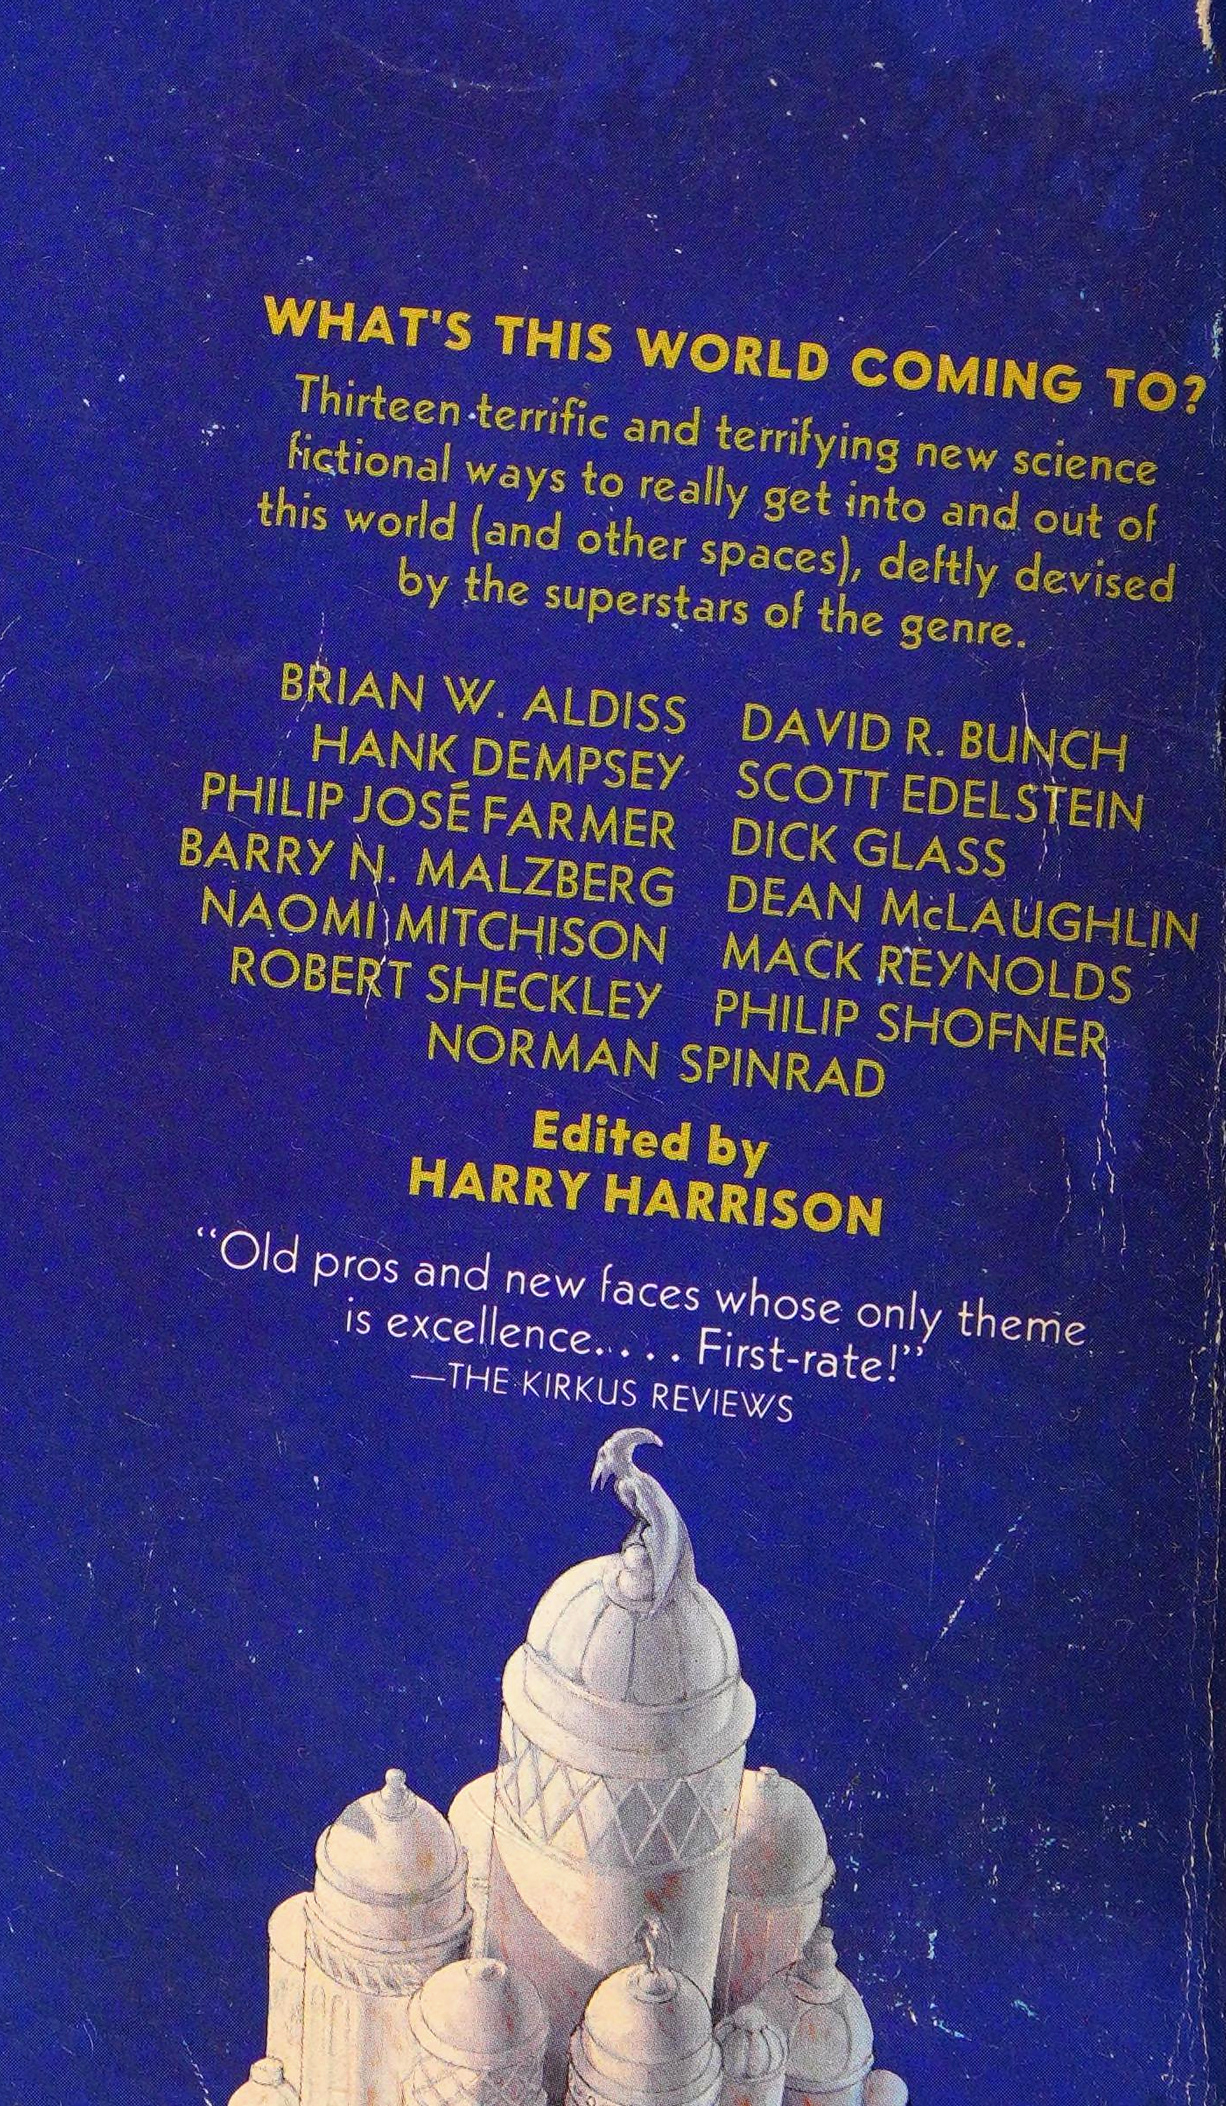 WHAT'S THIS WORLD COMING TO?
Thirteen terrific and terrifying new science
fictional ways to really get into and out of
this world (and other spaces), deftly devised
by the superstars of the genre.
BRIAN W. ALDISS DAVID R. BUNCH
HANK DEMPSEY SCOTT EDELSTEIN
PHILIP JOSÉ FARMER DICK GLASS
BARRY N. MALZBERG DEAN McLAUGHLIN
NAOMI MITCHISON MACK REYNOLDS
ROBERT SHECKLEY PHILIP SHOFNER
NORMAN SPINRAD
Edited by
HARRY HARRISON
“Old pros and new faces whose only theme
is excellence.... First-rate!”
—THE KIRKUS REVIEWS